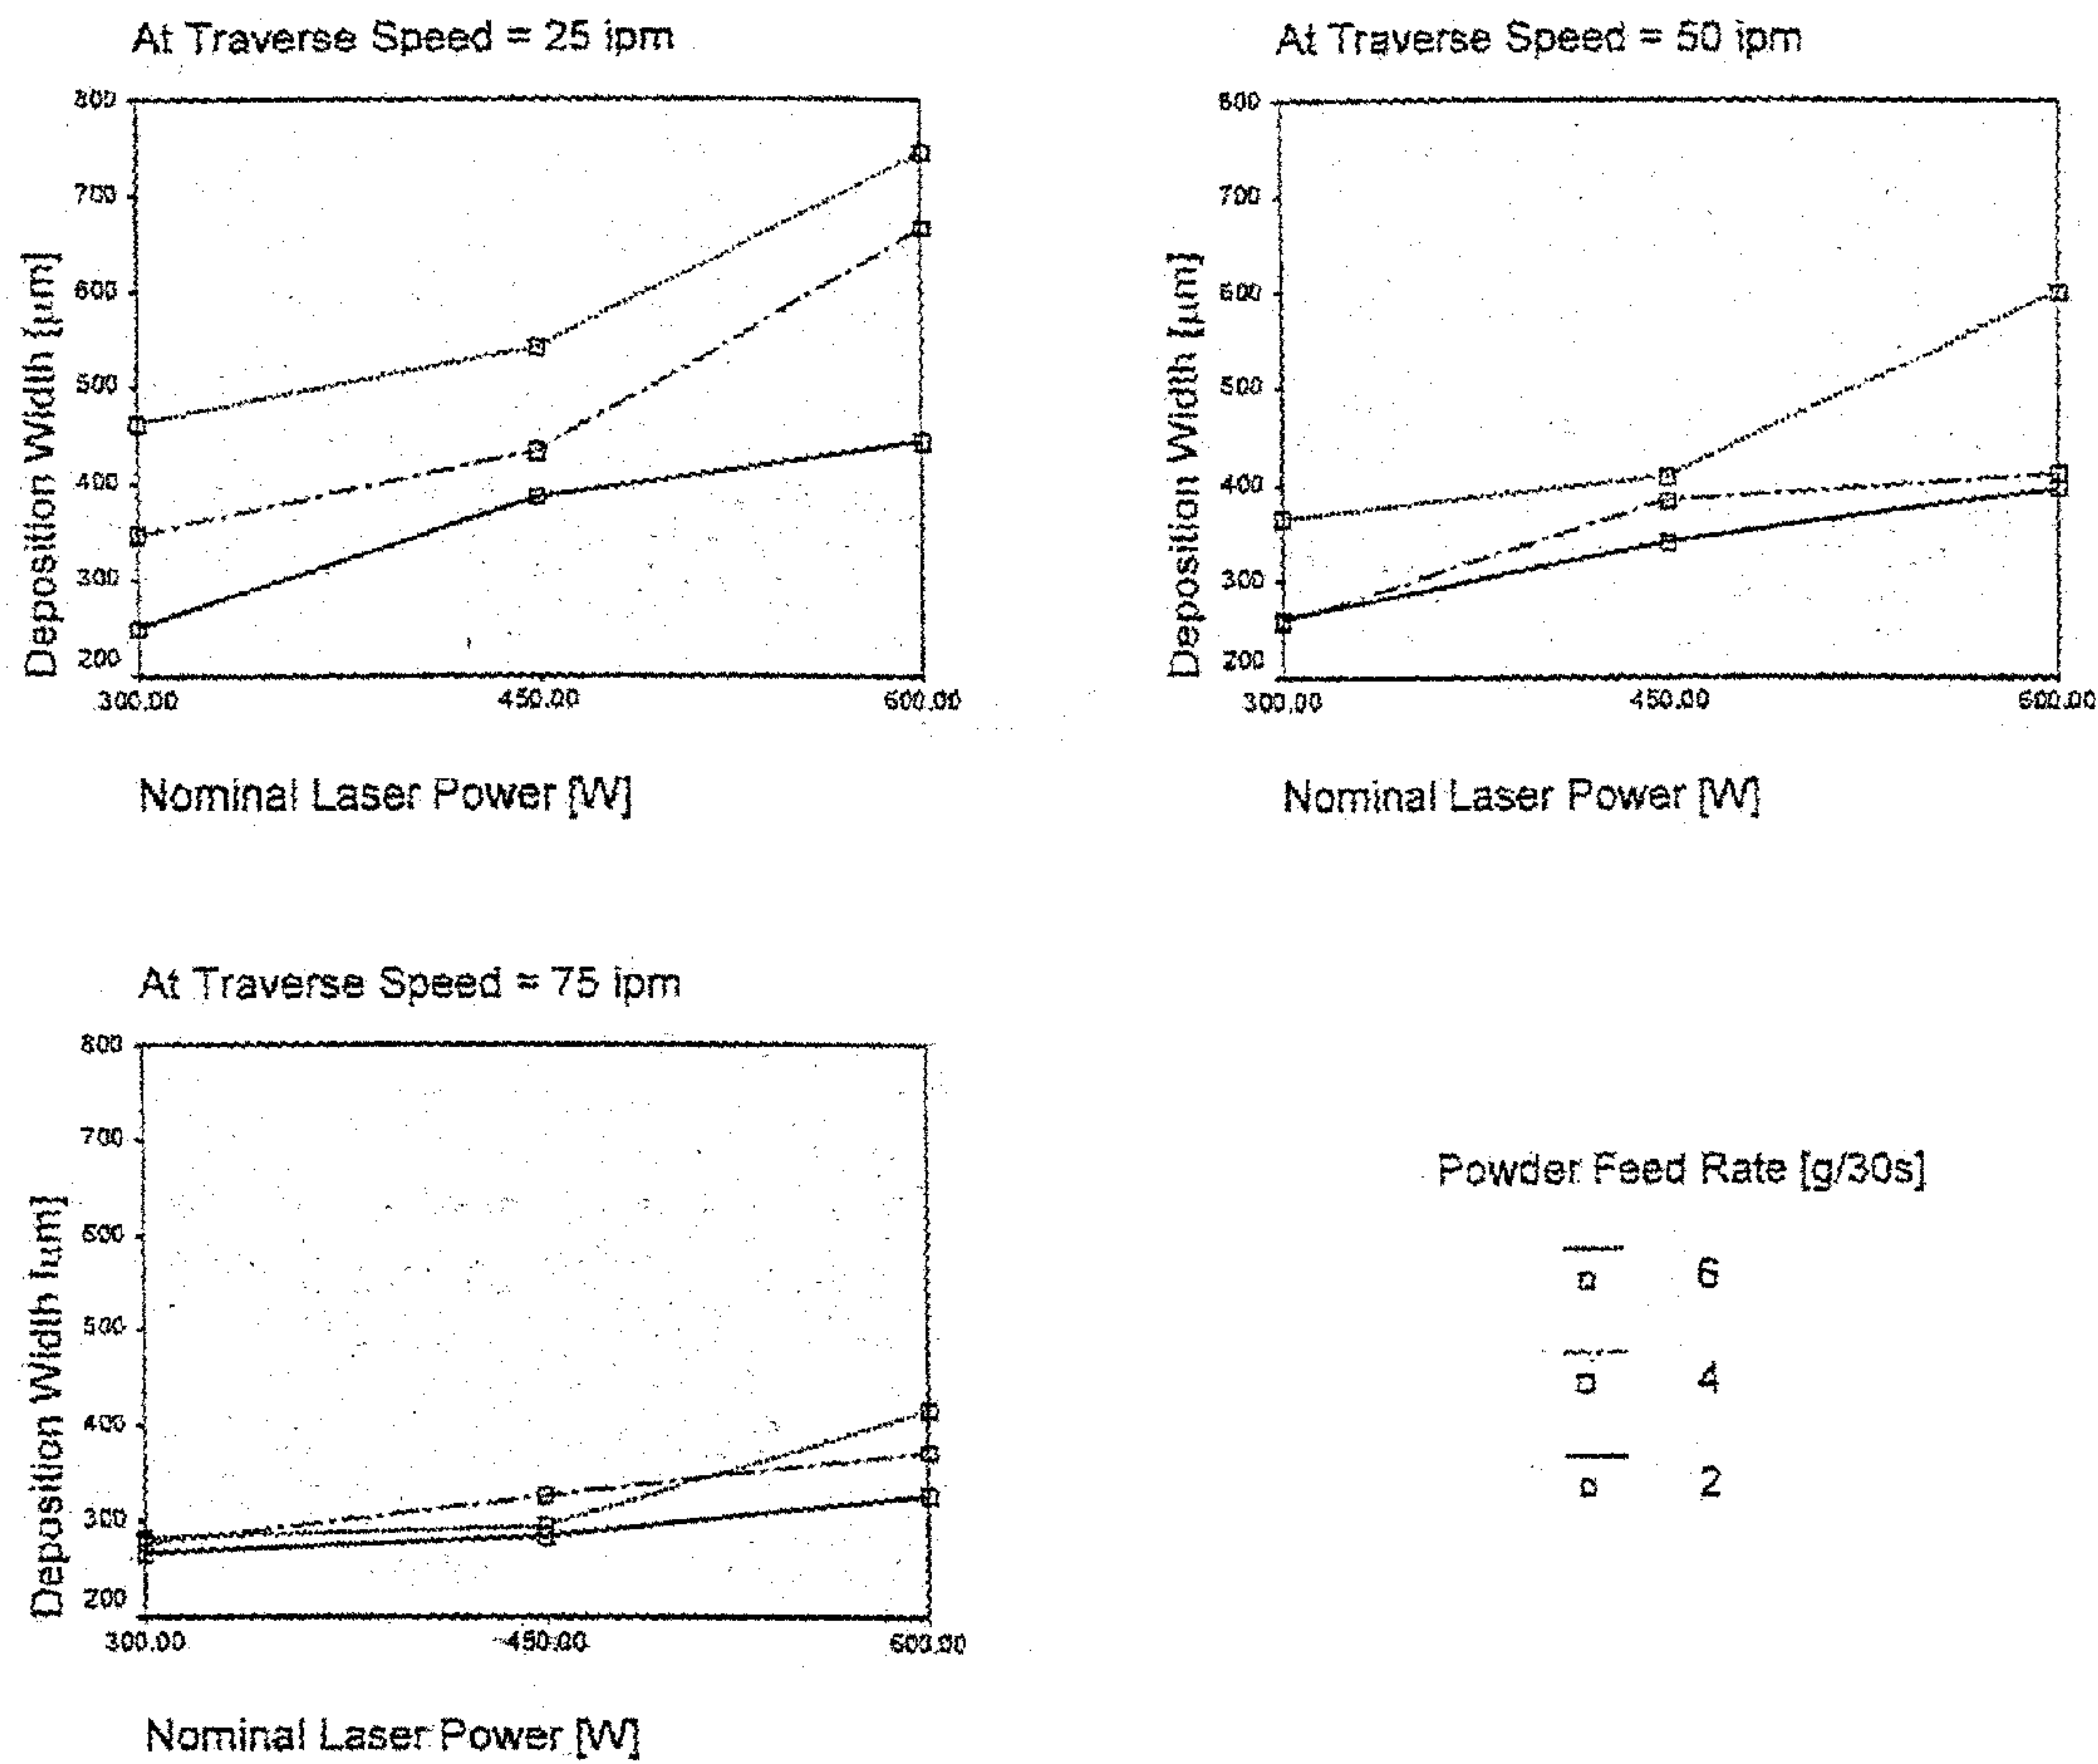 At Traverse Speed = 25 ipm
800
700
600
500
400
300
200
Deposition Width [µm]
300.00 450.00 600.00
Nominal Laser Power [W]
At Traverse Speed = 50 ipm
800
700
600
500
400
300
200
Deposition Width [µm]
300.00 450.00 600.00
Nominal Laser Power [W]
At Traverse Speed = 75 ipm
800
700
600
500
400
300
200
Deposition Width [µm]
300.00 450.00 600.00
Nominal Laser Power [W]
Powder Feed Rate [g/30s]
6
4
2